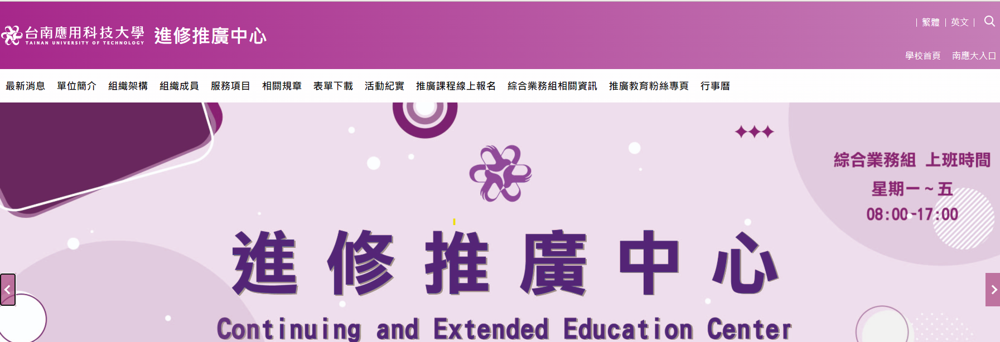 台南應用科技大學 進修推廣中心
TAINAN UNIVERSITY OF TECHNOLOGY
| 繁體 | 英文 |
學校首頁 南應大入口
最新消息 單位簡介 組織架構 組織成員 服務項目 相關規章 表單下載 活動紀實 推廣課程線上報名 綜合業務組相關資訊 推廣教育粉絲專頁 行事曆
綜合業務組 上班時間
星期一~五
08:00-17:00
進修推廣中心
Continuing and Extended Education Center